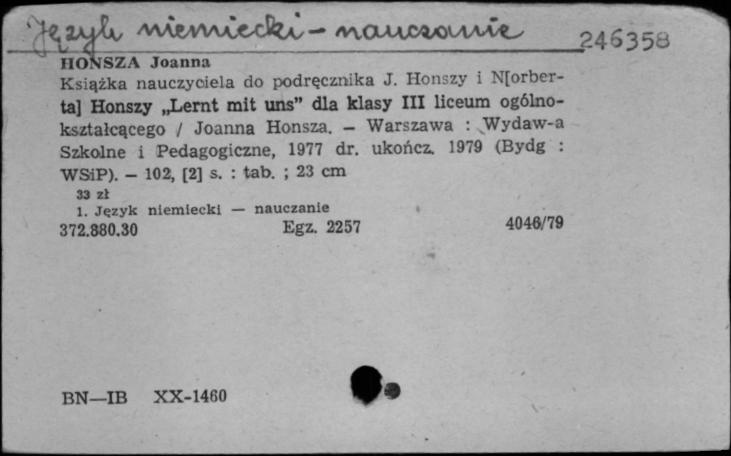 Język niemiecki - nauczanie
246358
HONSZA Joanna
Książka nauczyciela do podręcznika J. Honszy i N[orber-
ta] Honszy „Lernt mit uns” dla klasy III liceum ogólno-
kształcącego / Joanna Honsza. — Warszawa : Wydaw-a
Szkolne i Pedagogiczne, 1977 dr. ukończ. 1979 (Bydg :
WSiP). — 102, [2] s. : tab. ; 23 cm
33 zł
1. Język niemiecki — nauczanie
372.880.30 Egz. 2257 4046/79
BN—IB XX-1460